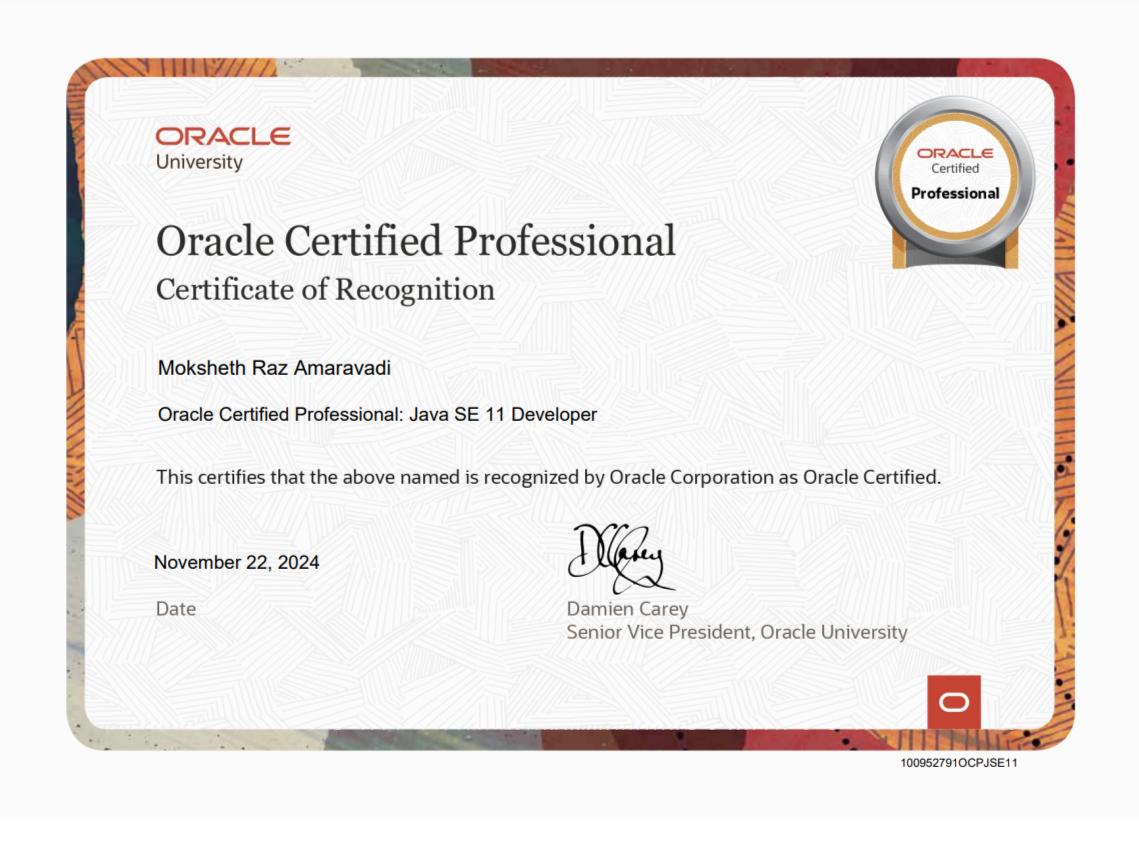 ORACLE
University
ORACLE
Certified
Professional
Oracle Certified Professional
Certificate of Recognition
Moksheth Raz Amaravadi
Oracle Certified Professional: Java SE 11 Developer
This certifies that the above named is recognized by Oracle Corporation as Oracle Certified.
November 22, 2024
Date
DCarey
Damien Carey
Senior Vice President, Oracle University
100952791OCPJSE11